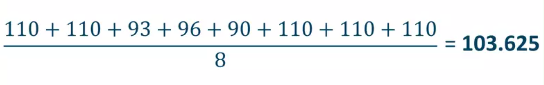 110 + 110 + 93 + 96 + 90 + 110 + 110 + 110
8
= 103.625